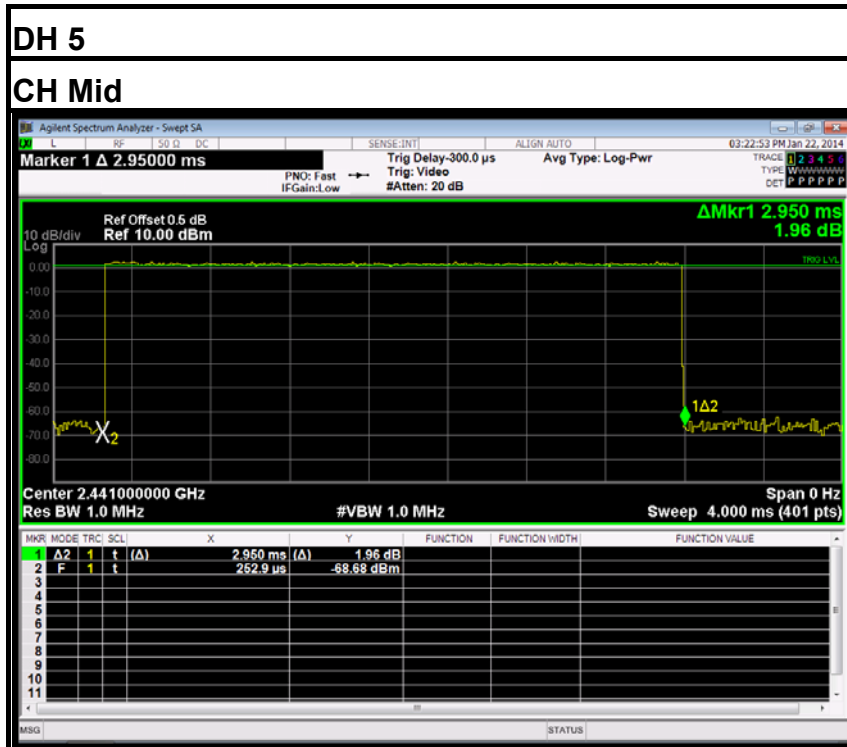 DH 5
CH Mid
Agilent Spectrum Analyzer - Swept SA
L RF 50 Ω DC SENSE:INT ALIGN AUTO 03:22:53 PM Jan 22, 2014
Marker 1 Δ 2.95000 ms
Trig Delay-300.0 µs Avg Type: Log-Pwr TRACE 1 2 3 4 5 6
PNO: Fast Trig: Video TYPE WWWWWW
IFGain:Low #Atten: 20 dB DET P P P P P P
ΔMkr1 2.950 ms
1.96 dB
Ref Offset 0.5 dB
10 dB/div Ref 10.00 dBm
Log
TRIG LVL
0.00
-10.0
-20.0
-30.0
-40.0
-50.0
-60.0
-70.0
-80.0
1Δ2
X2
Center 2.441000000 GHz Span 0 Hz
Res BW 1.0 MHz #VBW 1.0 MHz Sweep 4.000 ms (401 pts)
MKR MODE TRC SCL X Y FUNCTION FUNCTION WIDTH FUNCTION VALUE
1 Δ2 1 t (Δ) 2.950 ms (Δ) 1.96 dB
2 F 1 t 252.9 µs -68.68 dBm
3
4
5
6
7
8
9
10
11
MSG STATUS